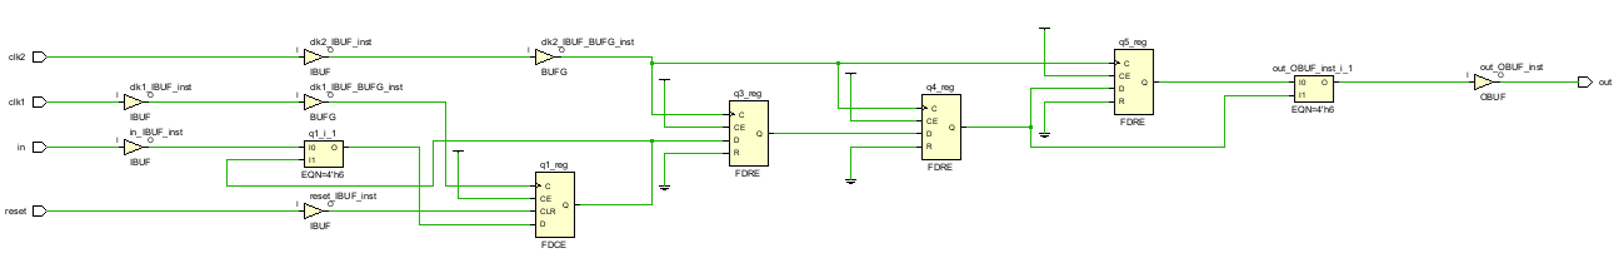 clk2
I
clk2_IBUF_inst
O
IBUF
I
clk2_IBUF_BUFG_inst
O
BUFG
clk1
I
clk1_IBUF_inst
O
IBUF
I
clk1_IBUF_BUFG_inst
O
BUFG
in
I
in_IBUF_inst
O
IBUF
q1_i_1
I0 O
I1
EQN=4'h6
reset
I
reset_IBUF_inst
O
IBUF
q1_reg
C
CE
CLR
D
Q
FDCE
q3_reg
C
CE
D
R
Q
FDRE
q4_reg
C
CE
D
R
Q
FDRE
q5_reg
C
CE
D
R
Q
FDRE
out_OBUF_inst_i_1
I0 O
I1
EQN=4'h6
I
out_OBUF_inst
O
OBUF
out